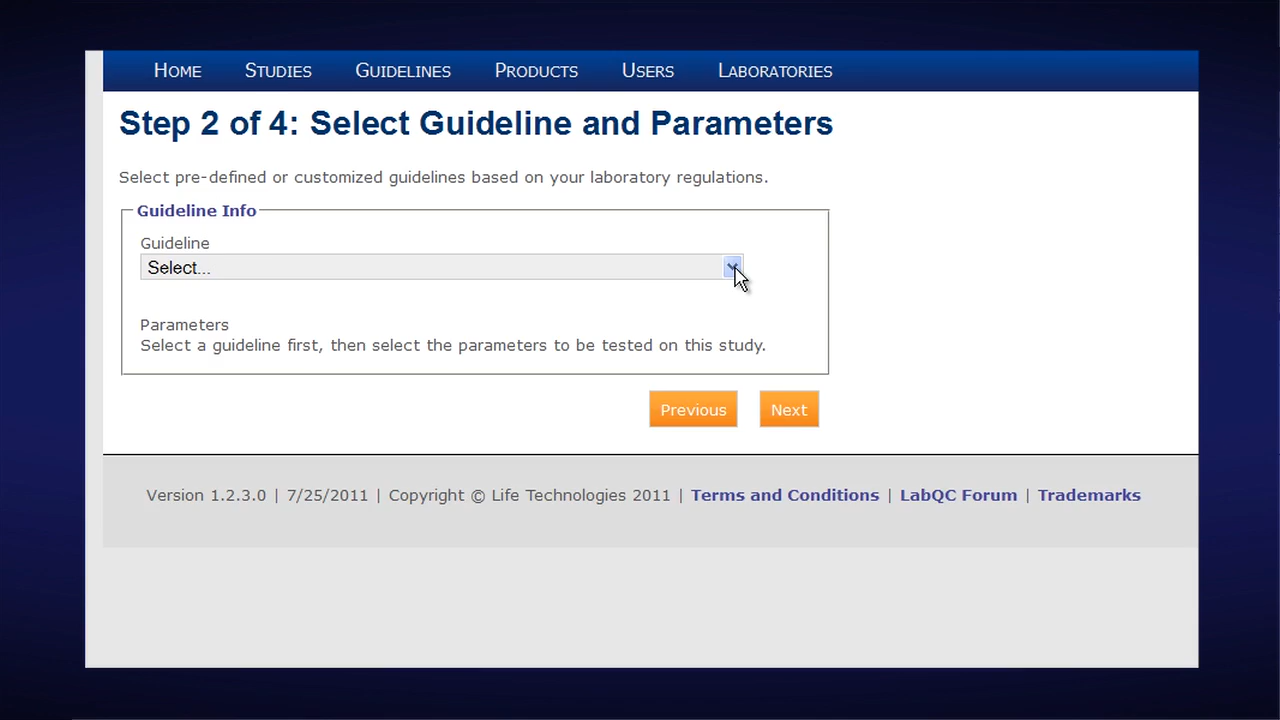 Home Studies Guidelines Products Users Laboratories
Step 2 of 4: Select Guideline and Parameters
Select pre-defined or customized guidelines based on your laboratory regulations.
Guideline Info
Guideline
Select...
Parameters
Select a guideline first, then select the parameters to be tested on this study.
Previous Next
Version 1.2.3.0 | 7/25/2011 | Copyright © Life Technologies 2011 | Terms and Conditions | LabQC Forum | Trademarks